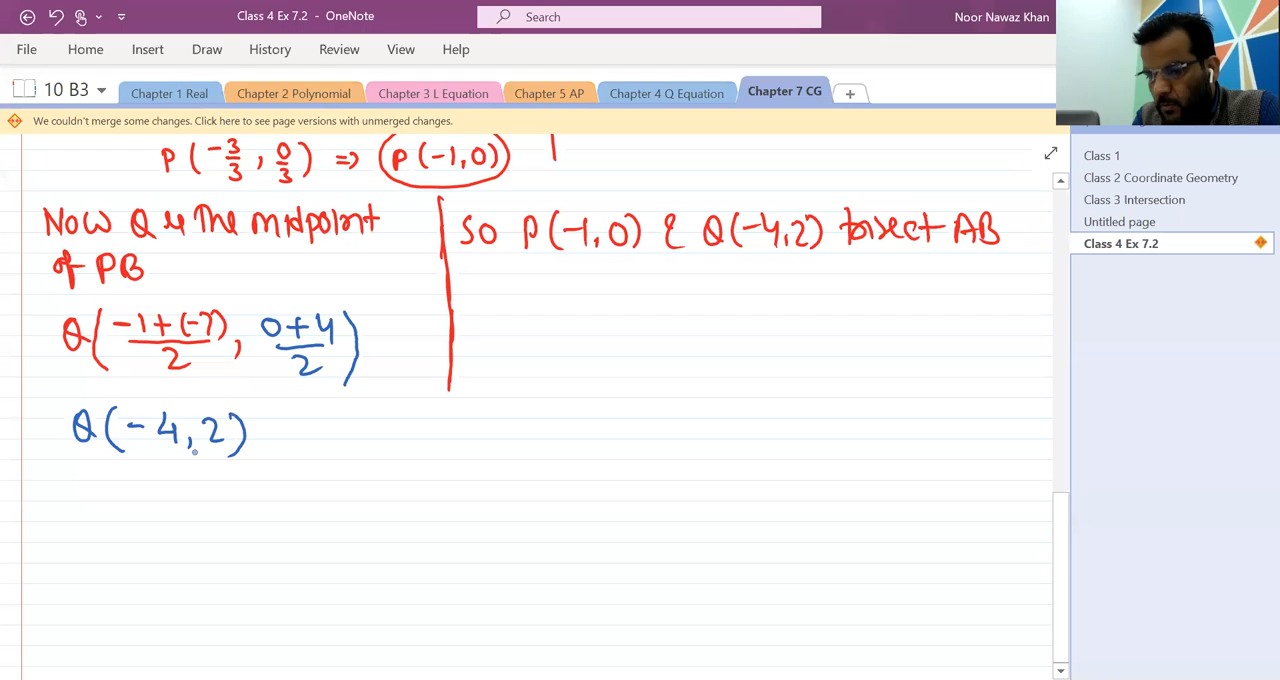 Class 4 Ex 7.2 - OneNote
Search
Noor Nawaz Khan
File Home Insert Draw History Review View Help
10 B3
Chapter 1 Real
Chapter 2 Polynomial
Chapter 3 L Equation
Chapter 5 AP
Chapter 4 Q Equation
Chapter 7 CG
We couldn't merge some changes. Click here to see page versions with unmerged changes.
P(-3/3, 0/3) => P(-1,0)
Now Q is The midpoint
of PB
Q(-1+(-7)/2, 0+4/2)
Q(-4,2)
SO P(-1,0) & Q(-4,2) trisect AB
Class 1
Class 2 Coordinate Geometry
Class 3 Intersection
Untitled page
Class 4 Ex 7.2